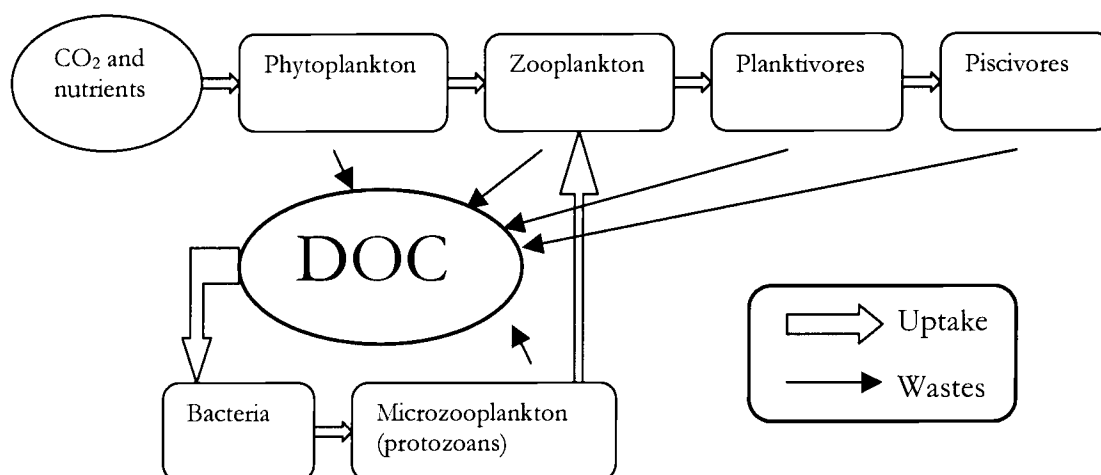 CO₂ and
nutrients
Phytoplankton
Zooplankton
Planktivores
Piscivores
DOC
Uptake
Wastes
Bacteria
Microzooplankton
(protozoans)